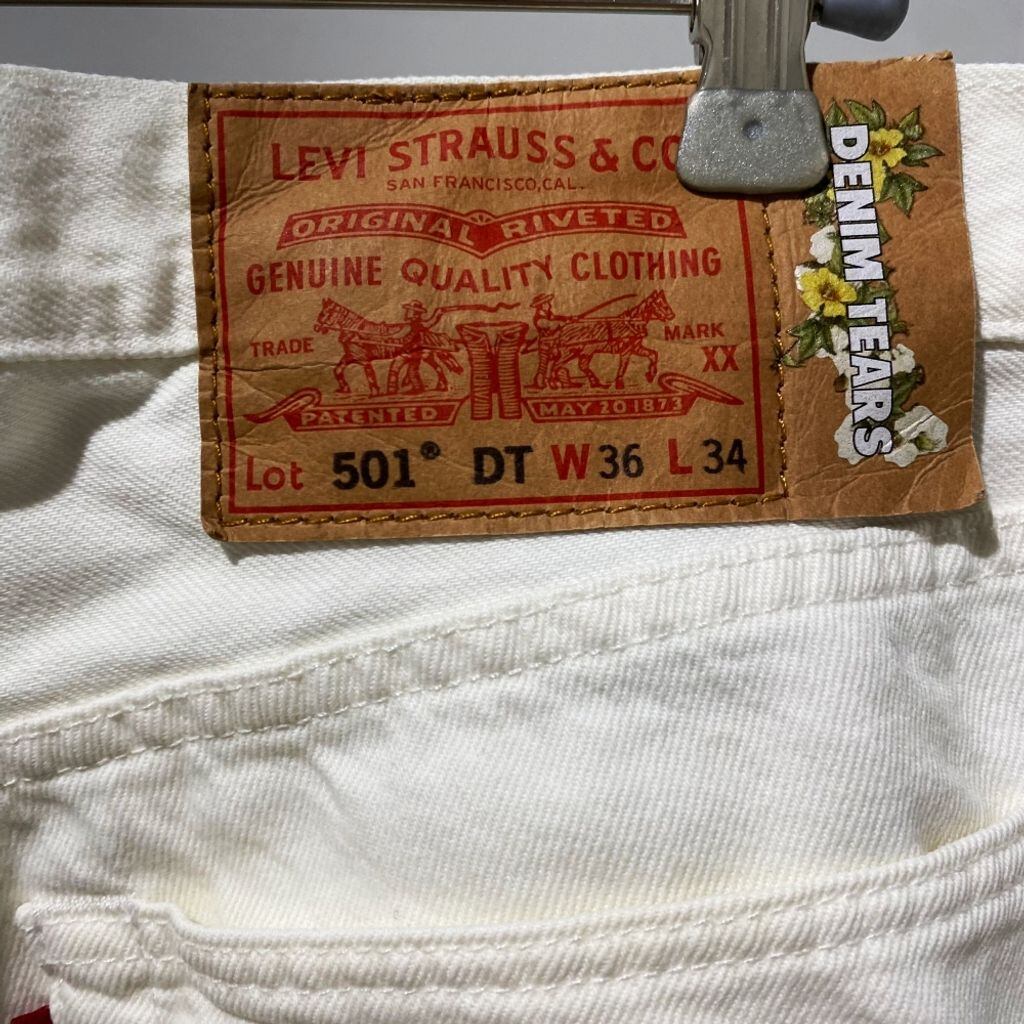 LEVI STRAUSS & CO
SAN FRANCISCO, CAL.
ORIGINAL RIVETED
GENUINE QUALITY CLOTHING
TRADE MARK
XX
PATENTED MAY 20 1873
Lot 501® DT W 36 L 34
DENIM TEARS